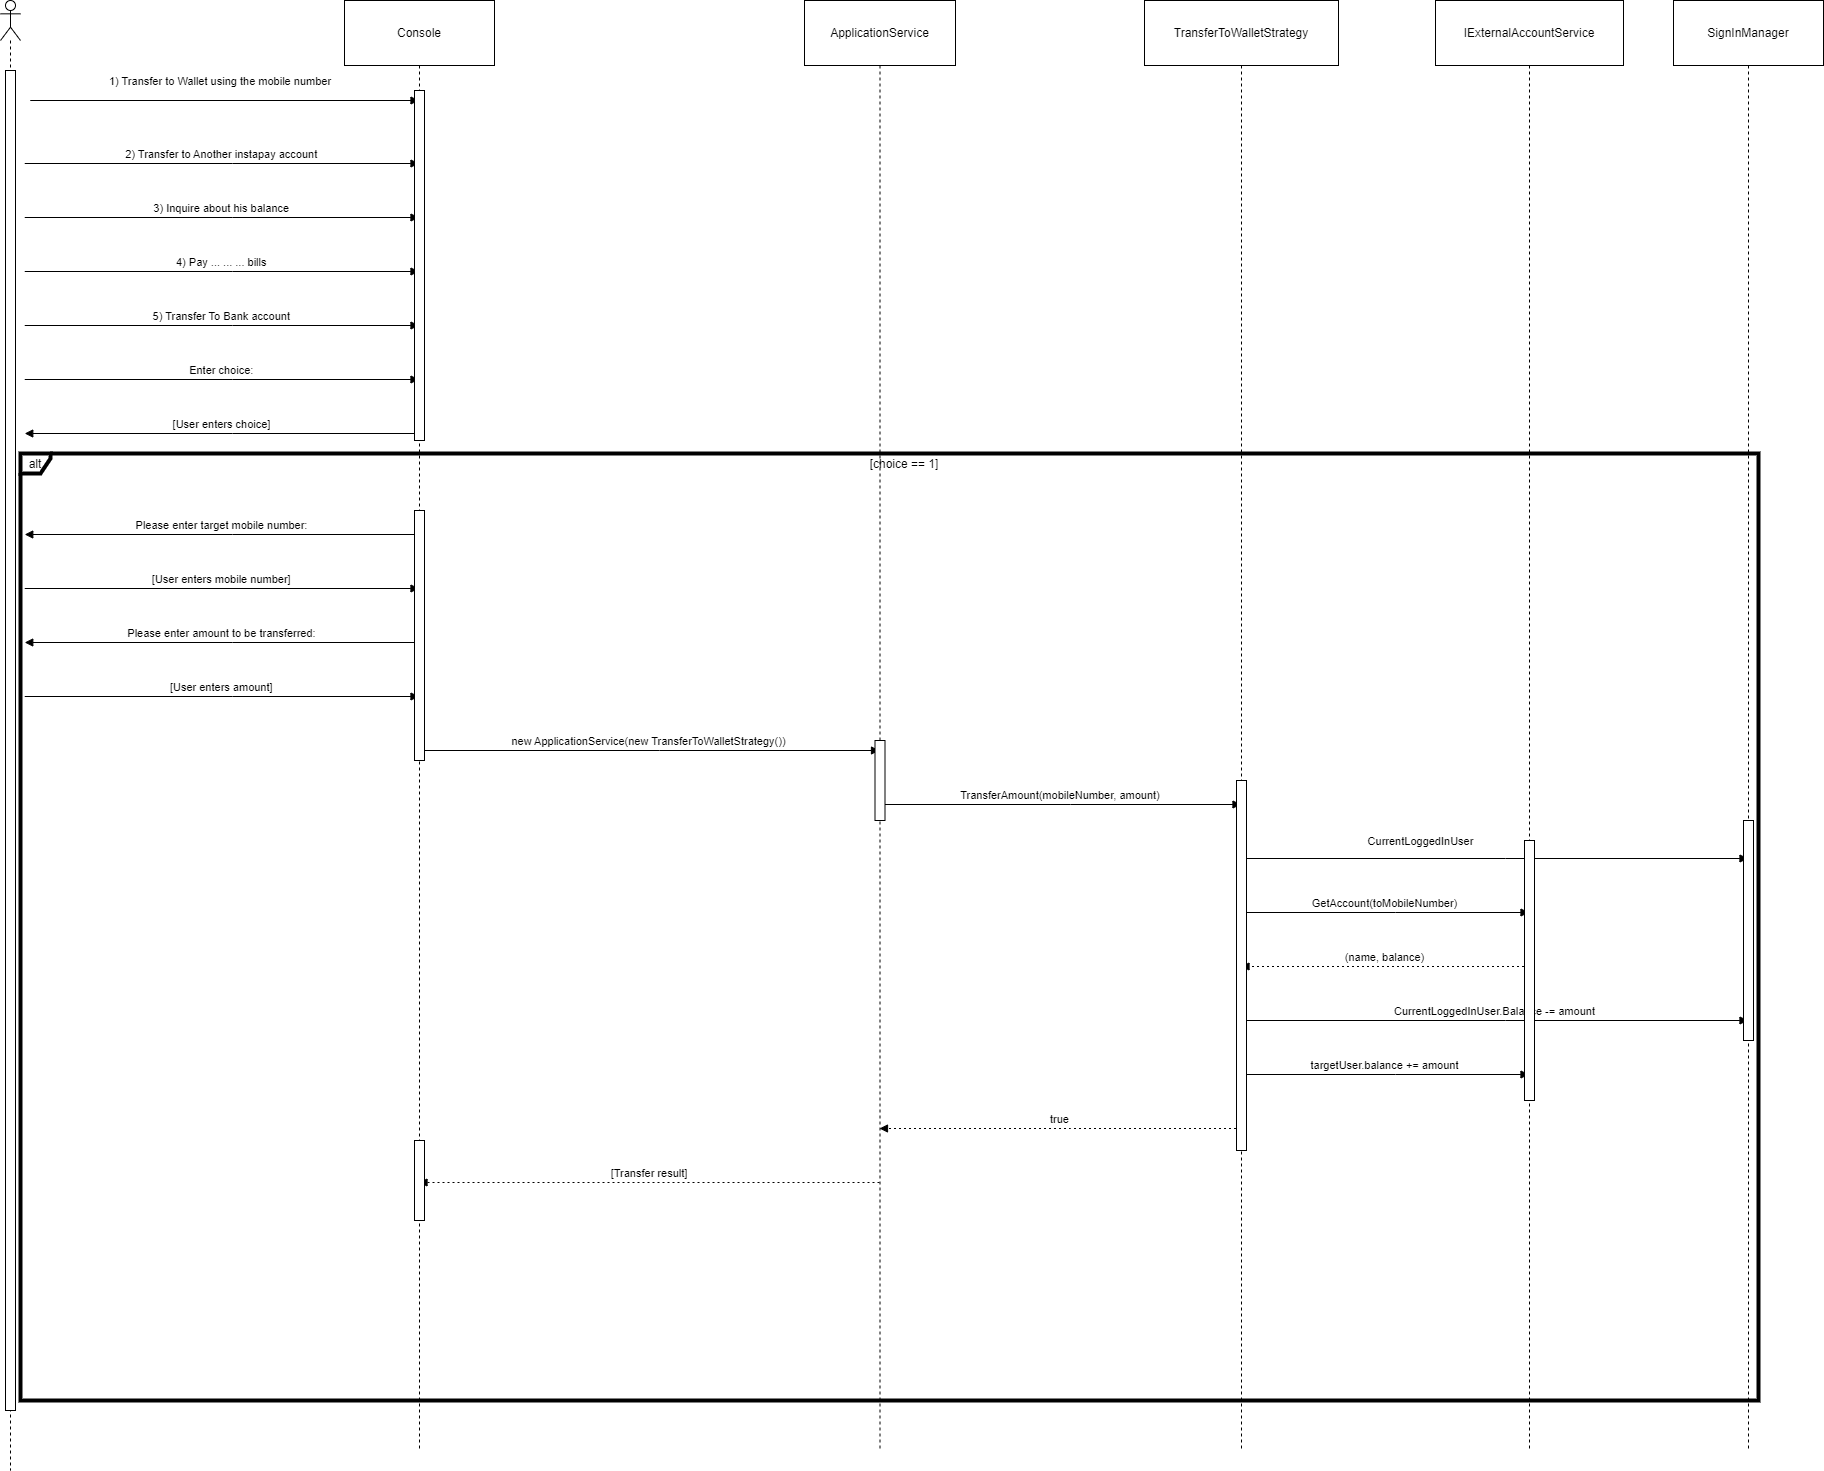 Console
ApplicationService
TransferToWalletStrategy
IExternalAccountService
SignInManager
1) Transfer to Wallet using the mobile number
2) Transfer to Another instapay account
3) Inquire about his balance
4) Pay ... ... ... bills
5) Transfer To Bank account
Enter choice:
[User enters choice]
alt
[choice == 1]
Please enter target mobile number:
[User enters mobile number]
Please enter amount to be transferred:
[User enters amount]
new ApplicationService(new TransferToWalletStrategy())
TransferAmount(mobileNumber, amount)
CurrentLoggedInUser
GetAccount(toMobileNumber)
(name, balance)
CurrentLoggedInUser.Balance -= amount
targetUser.balance += amount
true
[Transfer result]